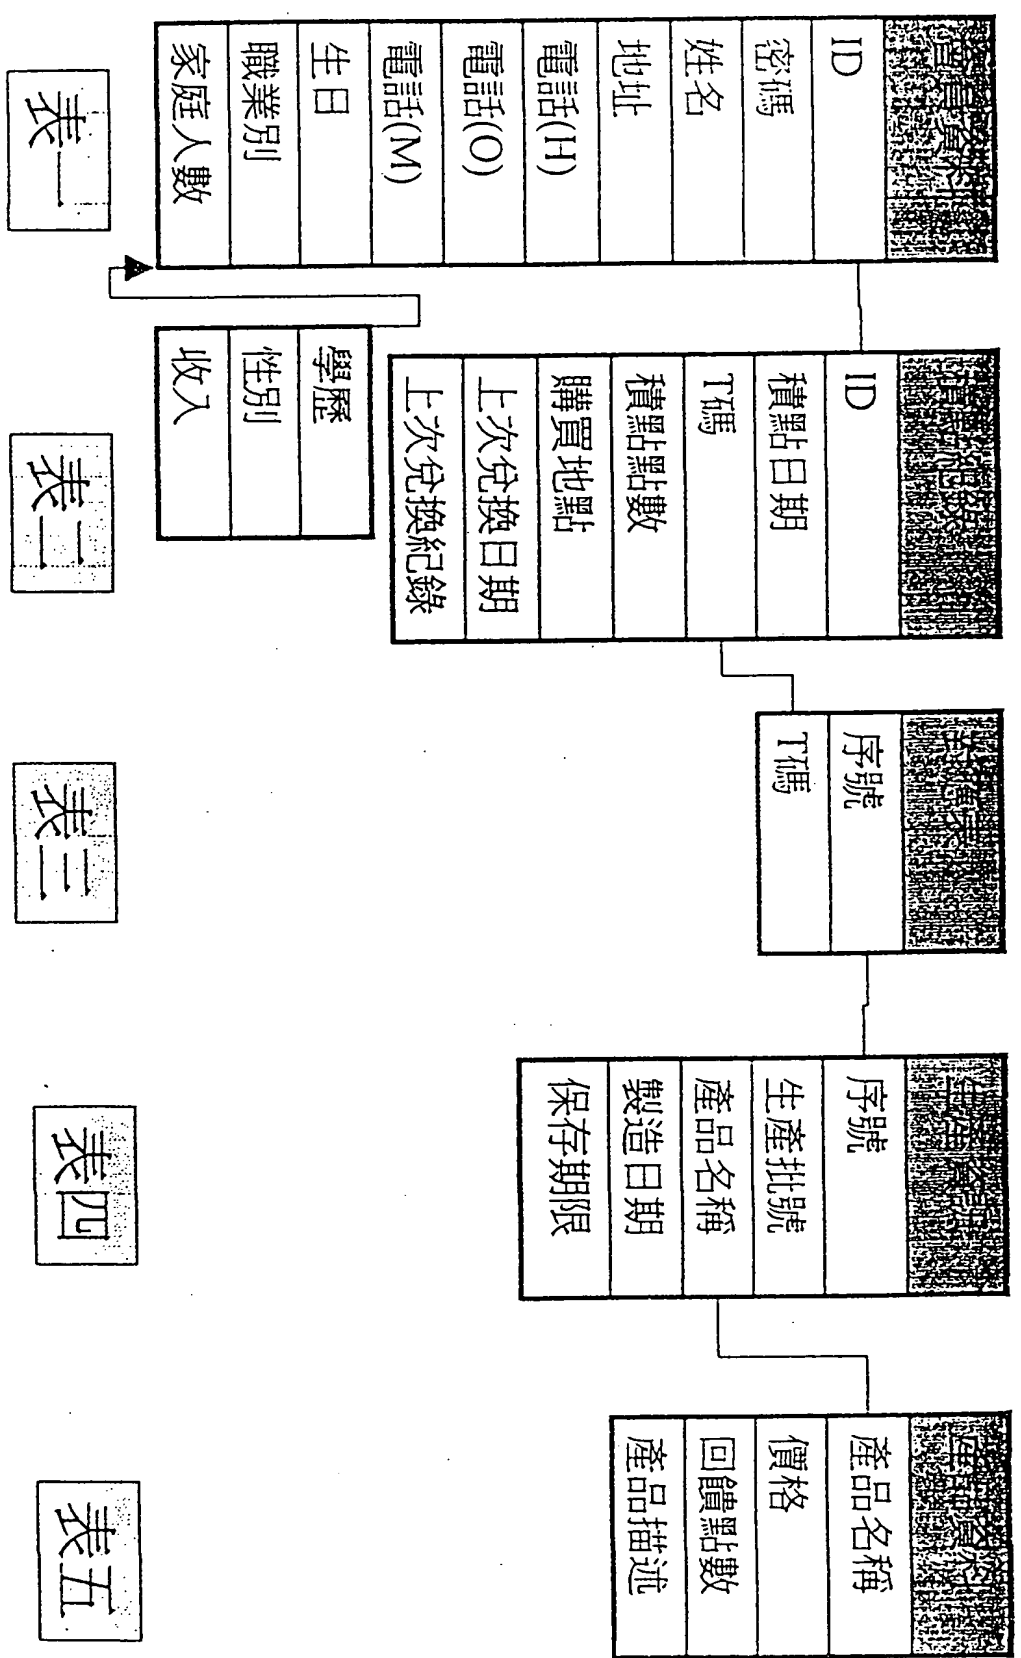 ID
密碼
姓名
地址
電話(H)
電話(O)
電話(M)
生日
職業別
家庭人數
學歷
性別
收入
表一
ID
積點日期
T碼
積點點數
購買地點
上次兌換日期
上次兌換紀錄
表二
序號
T碼
表三
序號
生產批號
產品名稱
製造日期
保存期限
表四
產品名稱
價格
回饋點數
產品描述
表五